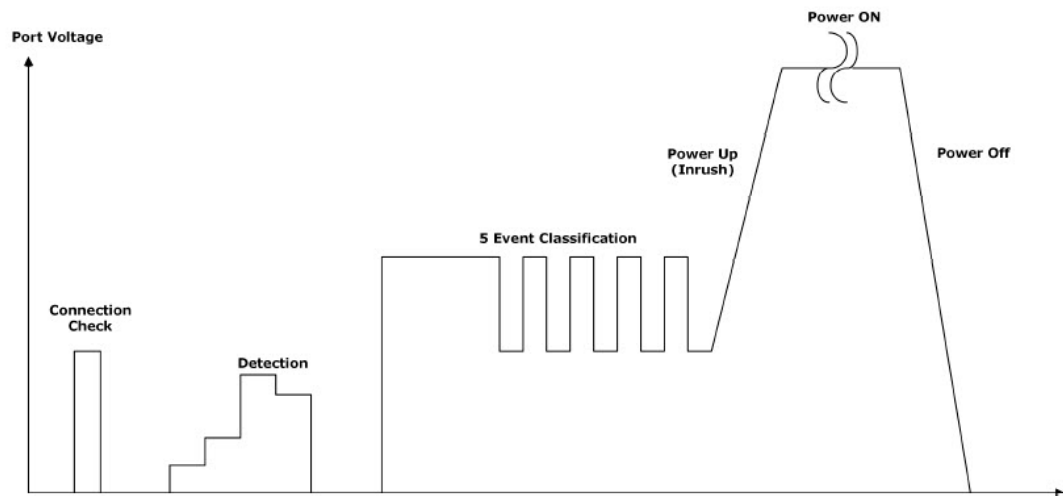 Power ON
Port Voltage
Power Up
(Inrush)
Power Off
5 Event Classification
Connection
Check
Detection